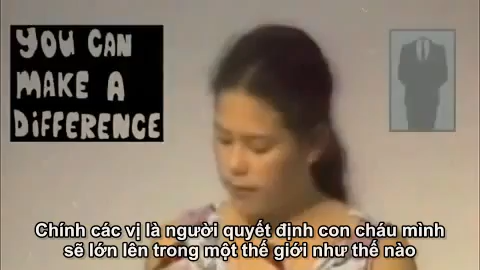 YOU CAN
MAKE A
DiFFERENCE
Chính các vị là người quyết định con cháu mình
sẽ lớn lên trong một thế giới như thế nào